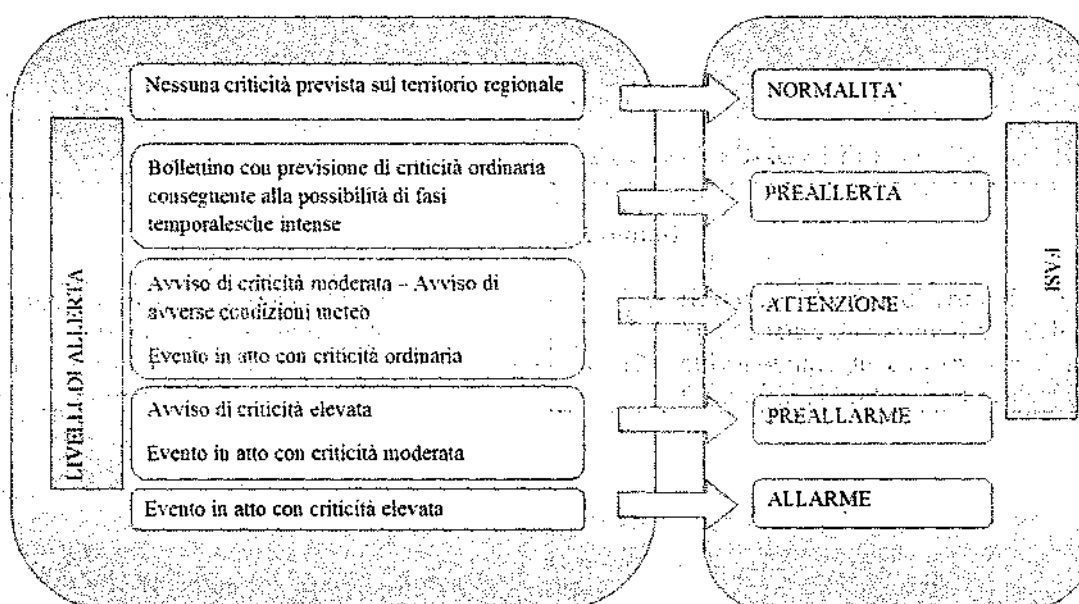 Nessuna criticità prevista sul territorio regionale
NORMALITA'
Bollettino con previsione di criticità ordinaria
conseguente alla possibilità di fasi
temporalesche intense
PREALLERTA
LIVELLI DI ALLERTA
Avviso di criticità moderata – Avviso di
avverse condizioni meteo
Evento in atto con criticità ordinaria
ATTENZIONE
FASI
Avviso di criticità elevata
Evento in atto con criticità moderata
PREALLARME
Evento in atto con criticità elevata
ALLARME